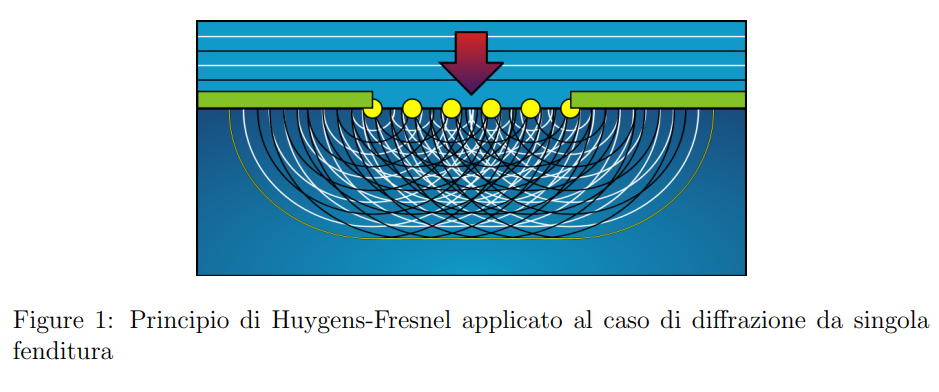 Figure 1: Principio di Huygens-Fresnel applicato al caso di diffrazione da singola
fenditura